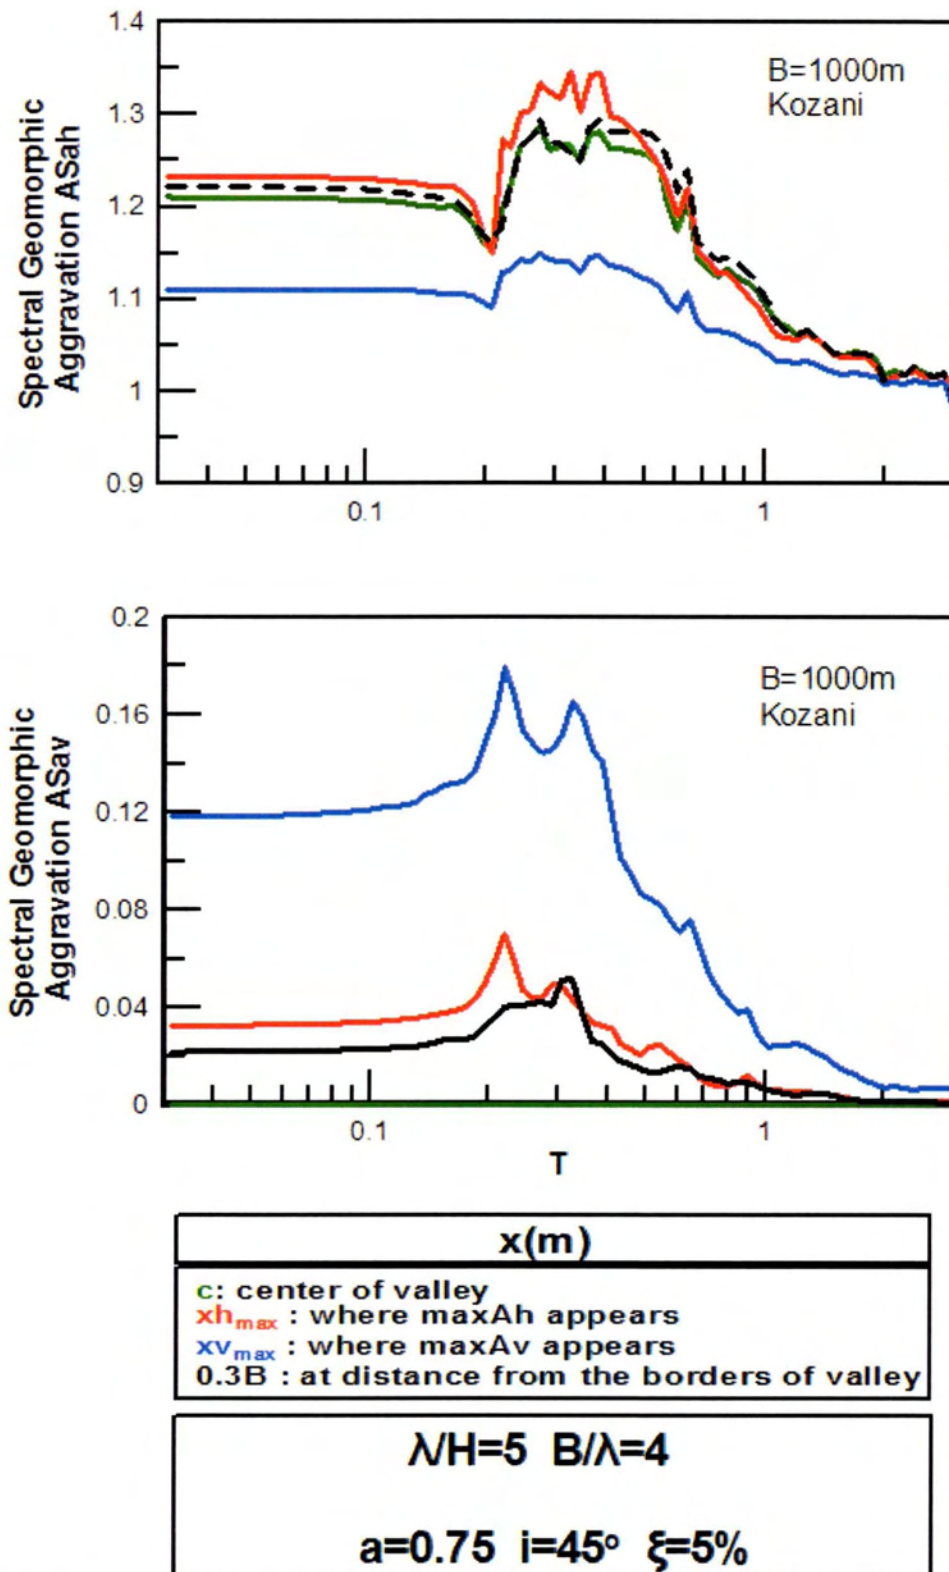 Spectral Geomorphic
Aggravation ASah
1.4
1.3
1.2
1.1
1
0.9
B=1000m
Kozani
0.1
1
Spectral Geomorphic
Aggravation ASav
0.2
0.16
0.12
0.08
0.04
0
B=1000m
Kozani
0.1
1
T
x(m)
c: center of valley
xhmax : where maxAh appears
xvmax : where maxAv appears
0.3B : at distance from the borders of valley
λ/H=5 B/λ=4
a=0.75 i=45º ξ=5%